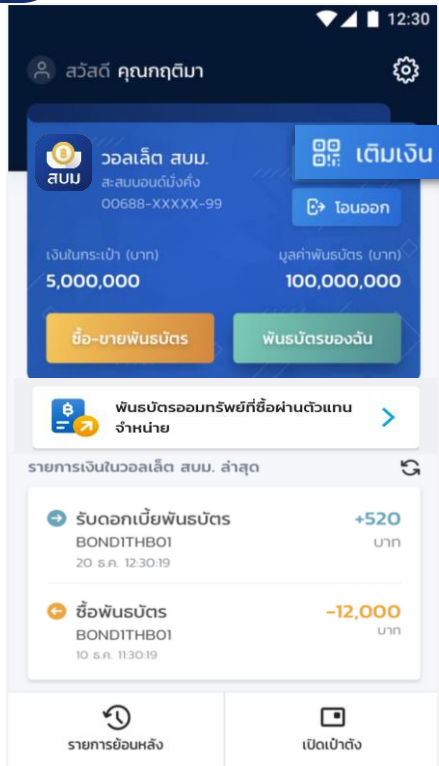 12:30
สวัสดี คุณกฤติมา
สบม
วอลเล็ต สบม.
สะสมบอนด์มั่งคั่ง
00688-XXXXX-99
เติมเงิน
โอนออก
เงินในกระเป๋า (บาท)
มูลค่าพันธบัตร (บาท)
5,000,000
100,000,000
ซื้อ-ขายพันธบัตร
พันธบัตรของฉัน
พันธบัตรออมทรัพย์ที่ซื้อผ่านตัวแทน
จำหน่าย
รายการเงินในวอลเล็ต สบม. ล่าสุด
รับดอกเบี้ยพันธบัตร
+520
BOND1THB01
บาท
20 ธ.ค. 12:30:19
ซื้อพันธบัตร
-12,000
BOND1THB01
บาท
10 ธ.ค. 11:30:19
รายการย้อนหลัง
เปิดเป๋าตัง